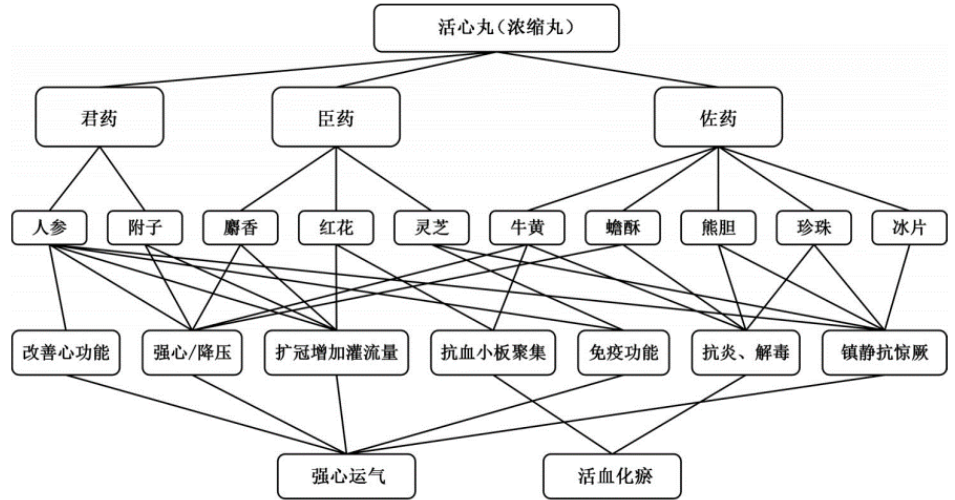 活心丸（浓缩丸）
君药
臣药
佐药
人参
附子
麝香
红花
灵芝
牛黄
蟾酥
熊胆
珍珠
冰片
改善心功能
强心/降压
扩冠增加灌流量
抗血小板聚集
免疫功能
抗炎、解毒
镇静抗惊厥
强心运气
活血化瘀